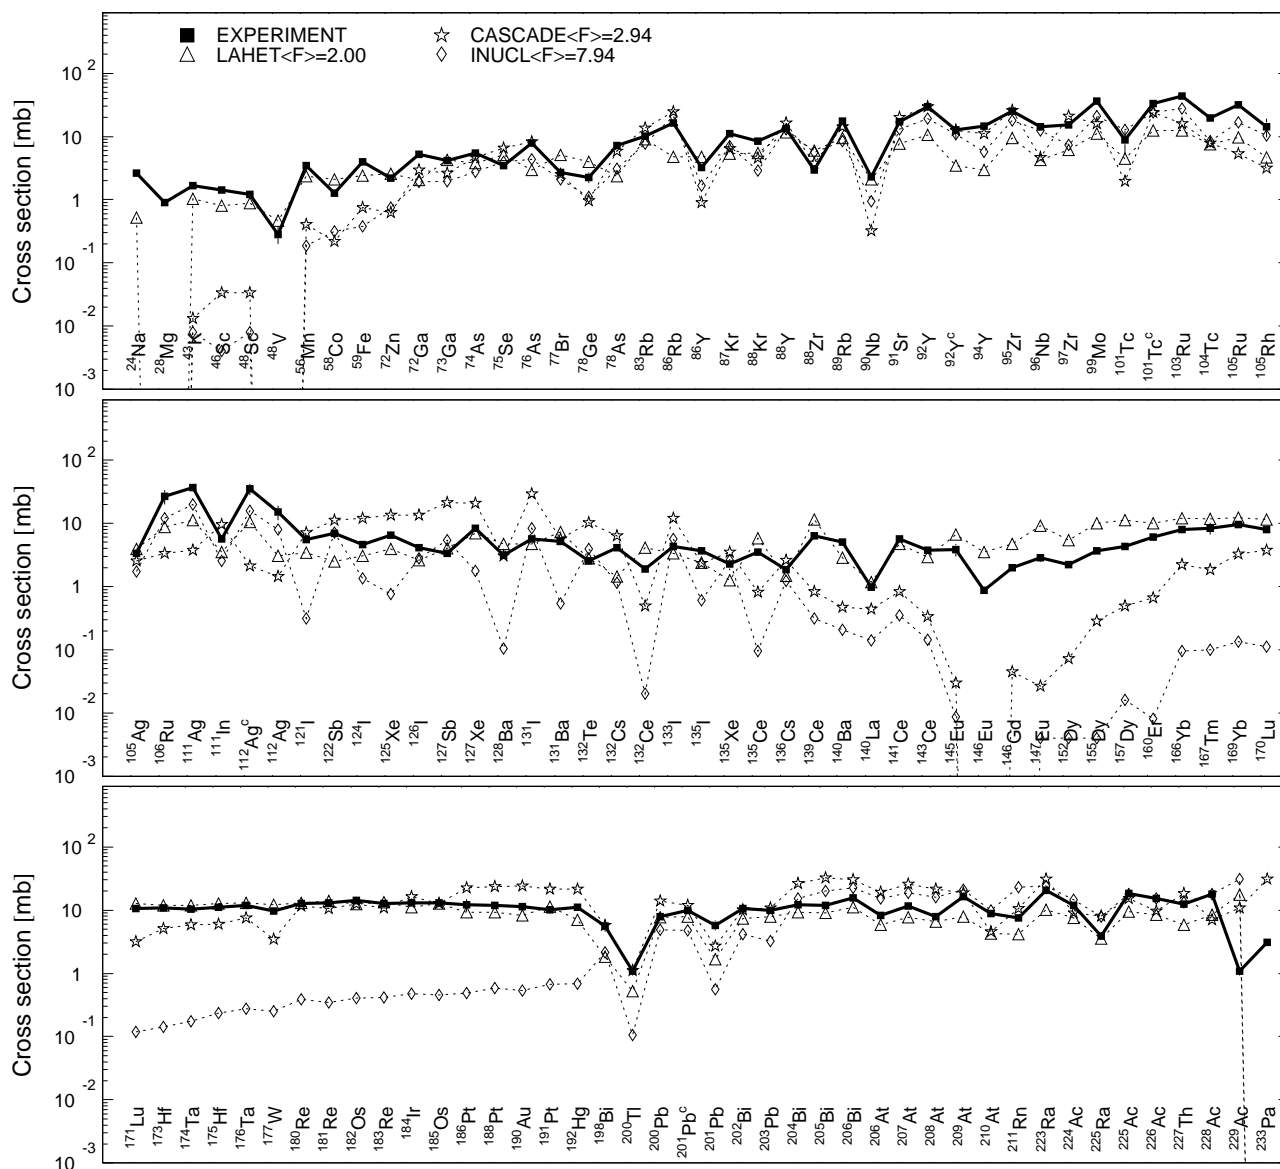 EXPERIMENT CASCADE<F>=2.94
LAHET<F>=2.00 INUCL<F>=7.94
Cross section [mb]
10 ²
10
1
10 ⁻¹
10 ⁻²
10 ⁻³
²⁴Na ²⁸Mg ⁴³K ⁴⁶Sc ⁴⁸Sc ⁴⁸V ⁵⁶Mn ⁵⁸Co ⁵⁹Fe ⁷²Zn ⁷²Ga ⁷³Ga ⁷⁴As ⁷⁵Se ⁷⁶As ⁷⁷Br ⁷⁸Ge ⁷⁸As ⁸³Rb ⁸⁶Rb ⁸⁶Y ⁸⁷Kr ⁸⁸Kr ⁸⁸Y ⁸⁸Zr ⁸⁹Rb ⁹⁰Nb ⁹¹Sr ⁹²Y ⁹²Yᶜ ⁹⁴Y ⁹⁵Zr ⁹⁶Nb ⁹⁷Zr ⁹⁹Mo ¹⁰¹Tc ¹⁰¹Tcᶜ ¹⁰³Ru ¹⁰⁴Tc ¹⁰⁵Ru ¹⁰⁵Rh
Cross section [mb]
10 ²
10
1
10 ⁻¹
10 ⁻²
10 ⁻³
¹⁰⁵Ag ¹⁰⁶Ru ¹¹¹Ag ¹¹¹In ¹¹²Agᶜ ¹¹²Ag ¹²¹I ¹²²Sb ¹²⁴I ¹²⁵Xe ¹²⁶I ¹²⁷Sb ¹²⁷Xe ¹²⁸Ba ¹³¹I ¹³¹Ba ¹³²Te ¹³²Cs ¹³²Ce ¹³³I ¹³⁵I ¹³⁵Xe ¹³⁵Ce ¹³⁶Cs ¹³⁹Ce ¹⁴⁰Ba ¹⁴⁰La ¹⁴¹Ce ¹⁴³Ce ¹⁴⁵Eu ¹⁴⁶Eu ¹⁴⁶Gd ¹⁴⁷Eu ¹⁵²Dy ¹⁵⁵Dy ¹⁵⁷Dy ¹⁶⁰Er ¹⁶⁶Yb ¹⁶⁷Tm ¹⁶⁹Yb ¹⁷⁰Lu
Cross section [mb]
10 ²
10
1
10 ⁻¹
10 ⁻²
10 ⁻³
¹⁷¹Lu ¹⁷³Hf ¹⁷⁴Ta ¹⁷⁵Hf ¹⁷⁶Ta ¹⁷⁷W ¹⁸⁰Re ¹⁸¹Re ¹⁸²Os ¹⁸³Re ¹⁸⁴Ir ¹⁸⁵Os ¹⁸⁶Pt ¹⁸⁸Pt ¹⁹⁰Au ¹⁹¹Pt ¹⁹²Hg ¹⁹⁸Bi ²⁰⁰Tl ²⁰⁰Pb ²⁰¹Pbᶜ ²⁰¹Pb ²⁰²Bi ²⁰³Pb ²⁰⁴Bi ²⁰⁵Bi ²⁰⁶Bi ²⁰⁶At ²⁰⁷At ²⁰⁸At ²⁰⁹At ²¹⁰At ²¹¹Rn ²²³Ra ²²⁴Ac ²²⁵Ra ²²⁵Ac ²²⁶Ac ²²⁷Th ²²⁸Ac ²²⁹Ac ²³³Pa